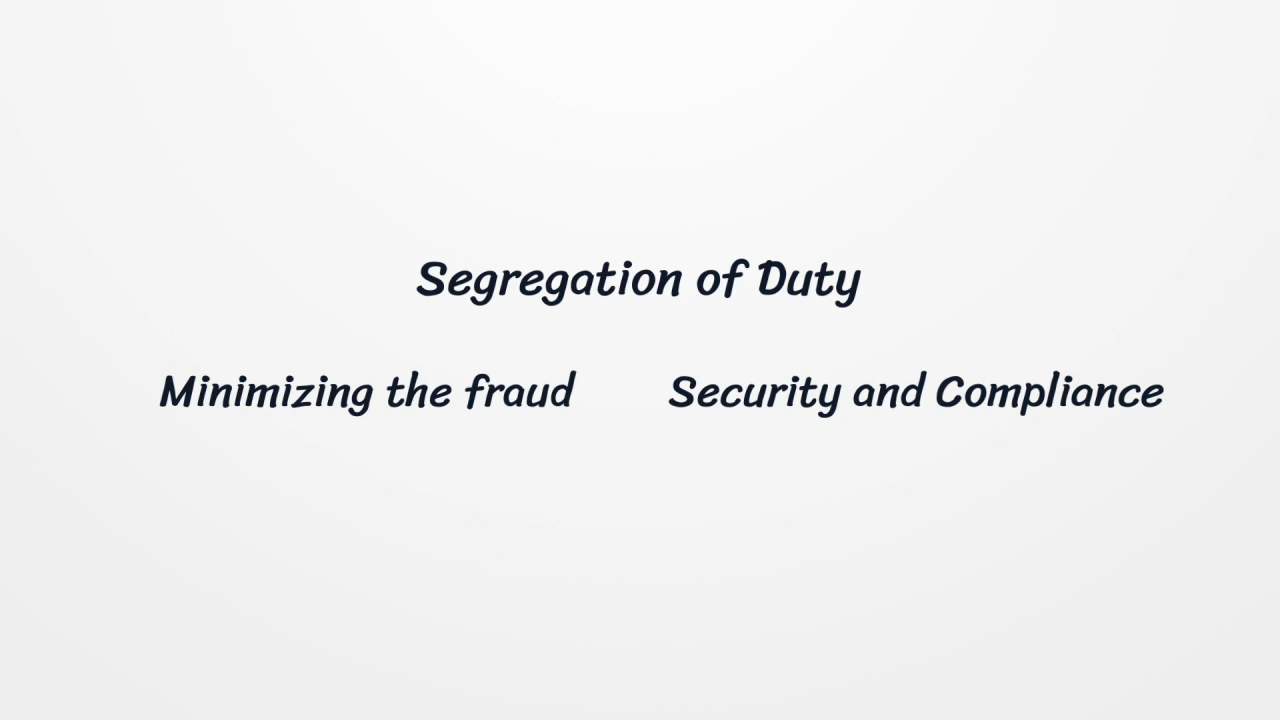 Segregation of Duty
Minimizing the fraud
Security and Compliance